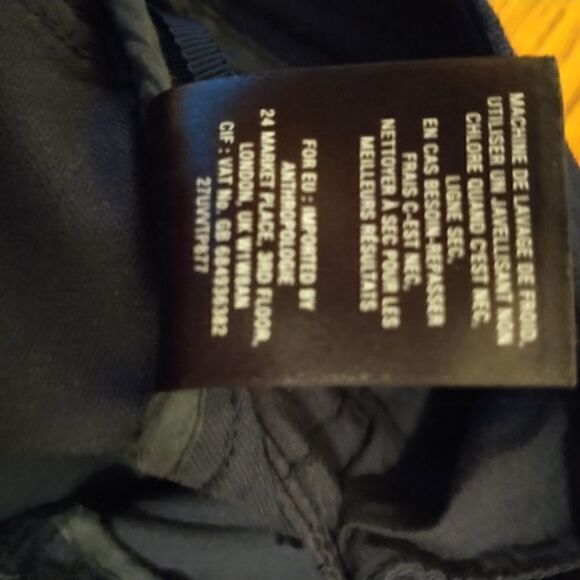 MACHINE DE LAVAGE DE FROID,
UTILISER UN JAVELLISANT NON
CHLORE QUAND C'EST NÉC,
LIGNE SEC.
EN CAS BESOIN-REPASSER
FRAIS C-EST NÉC.
NETTOYER À SEC POUR LES
MEILLEURS RÉSULTATS
FOR EU: IMPORTED BY
ANTHROPOLOGIE
24 MARKET PLACE, 3RD FLOOR,
LONDON, UK W1W8AN
CIF: VAT No. GB